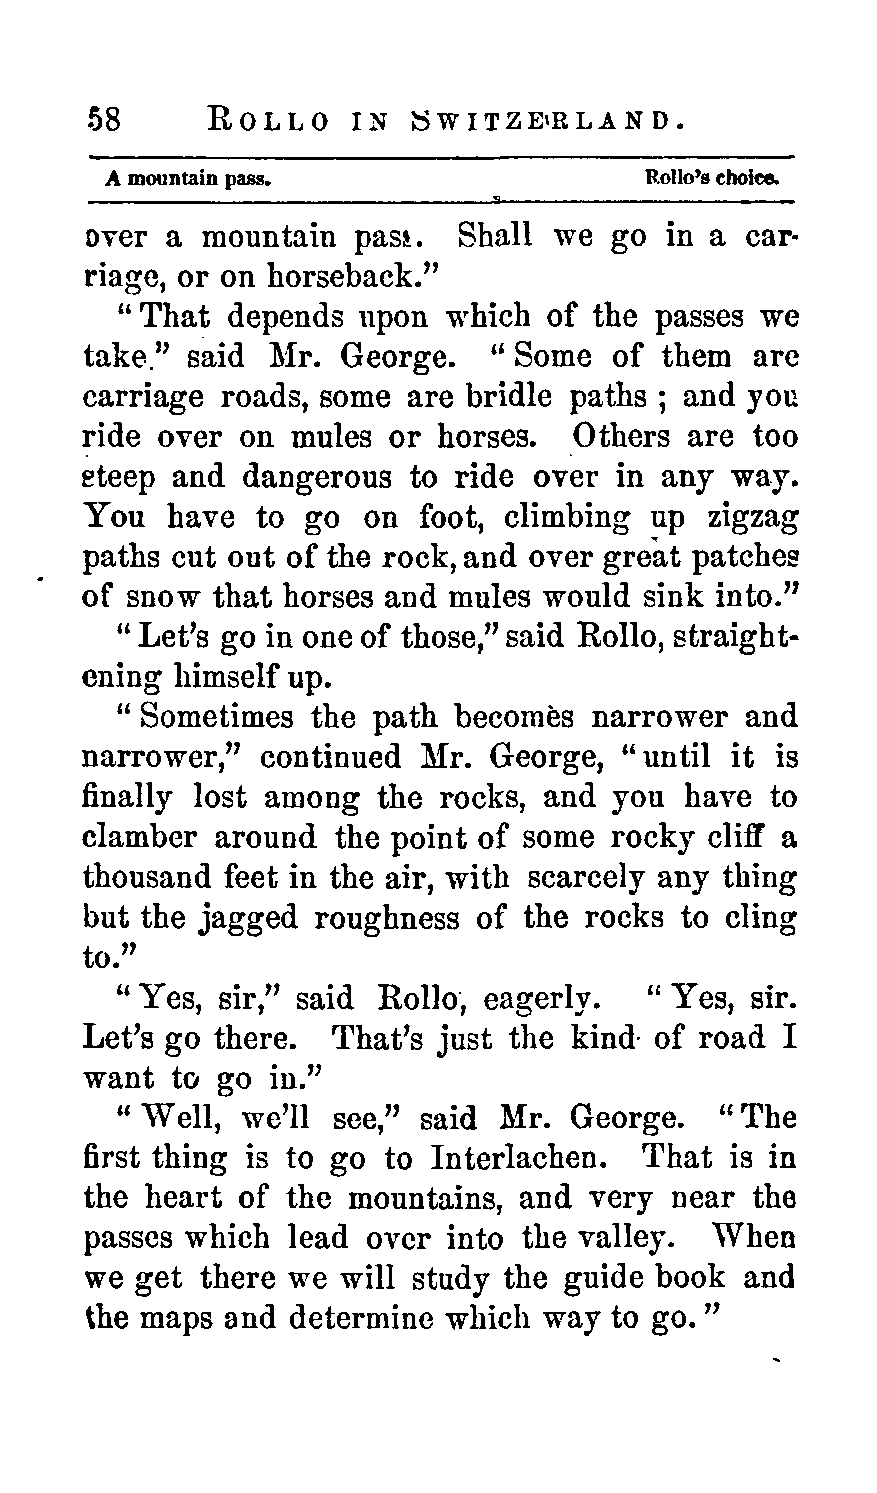 58 ROLLO IN SWITZERLAND.
A mountain pass. Rollo's choice.
over a mountain pass. Shall we go in a car-
riage, or on horseback."
"That depends upon which of the passes we
take." said Mr. George. "Some of them are
carriage roads, some are bridle paths; and you
ride over on mules or horses. Others are too
steep and dangerous to ride over in any way.
You have to go on foot, climbing up zigzag
paths cut out of the rock, and over great patches
of snow that horses and mules would sink into."
"Let's go in one of those," said Rollo, straight-
ening himself up.
"Sometimes the path becomes narrower and
narrower," continued Mr. George, "until it is
finally lost among the rocks, and you have to
clamber around the point of some rocky cliff a
thousand feet in the air, with scarcely any thing
but the jagged roughness of the rocks to cling
to."
"Yes, sir," said Rollo, eagerly. "Yes, sir.
Let's go there. That's just the kind of road I
want to go in."
"Well, we'll see," said Mr. George. "The
first thing is to go to Interlachen. That is in
the heart of the mountains, and very near the
passes which lead over into the valley. When
we get there we will study the guide book and
the maps and determine which way to go."